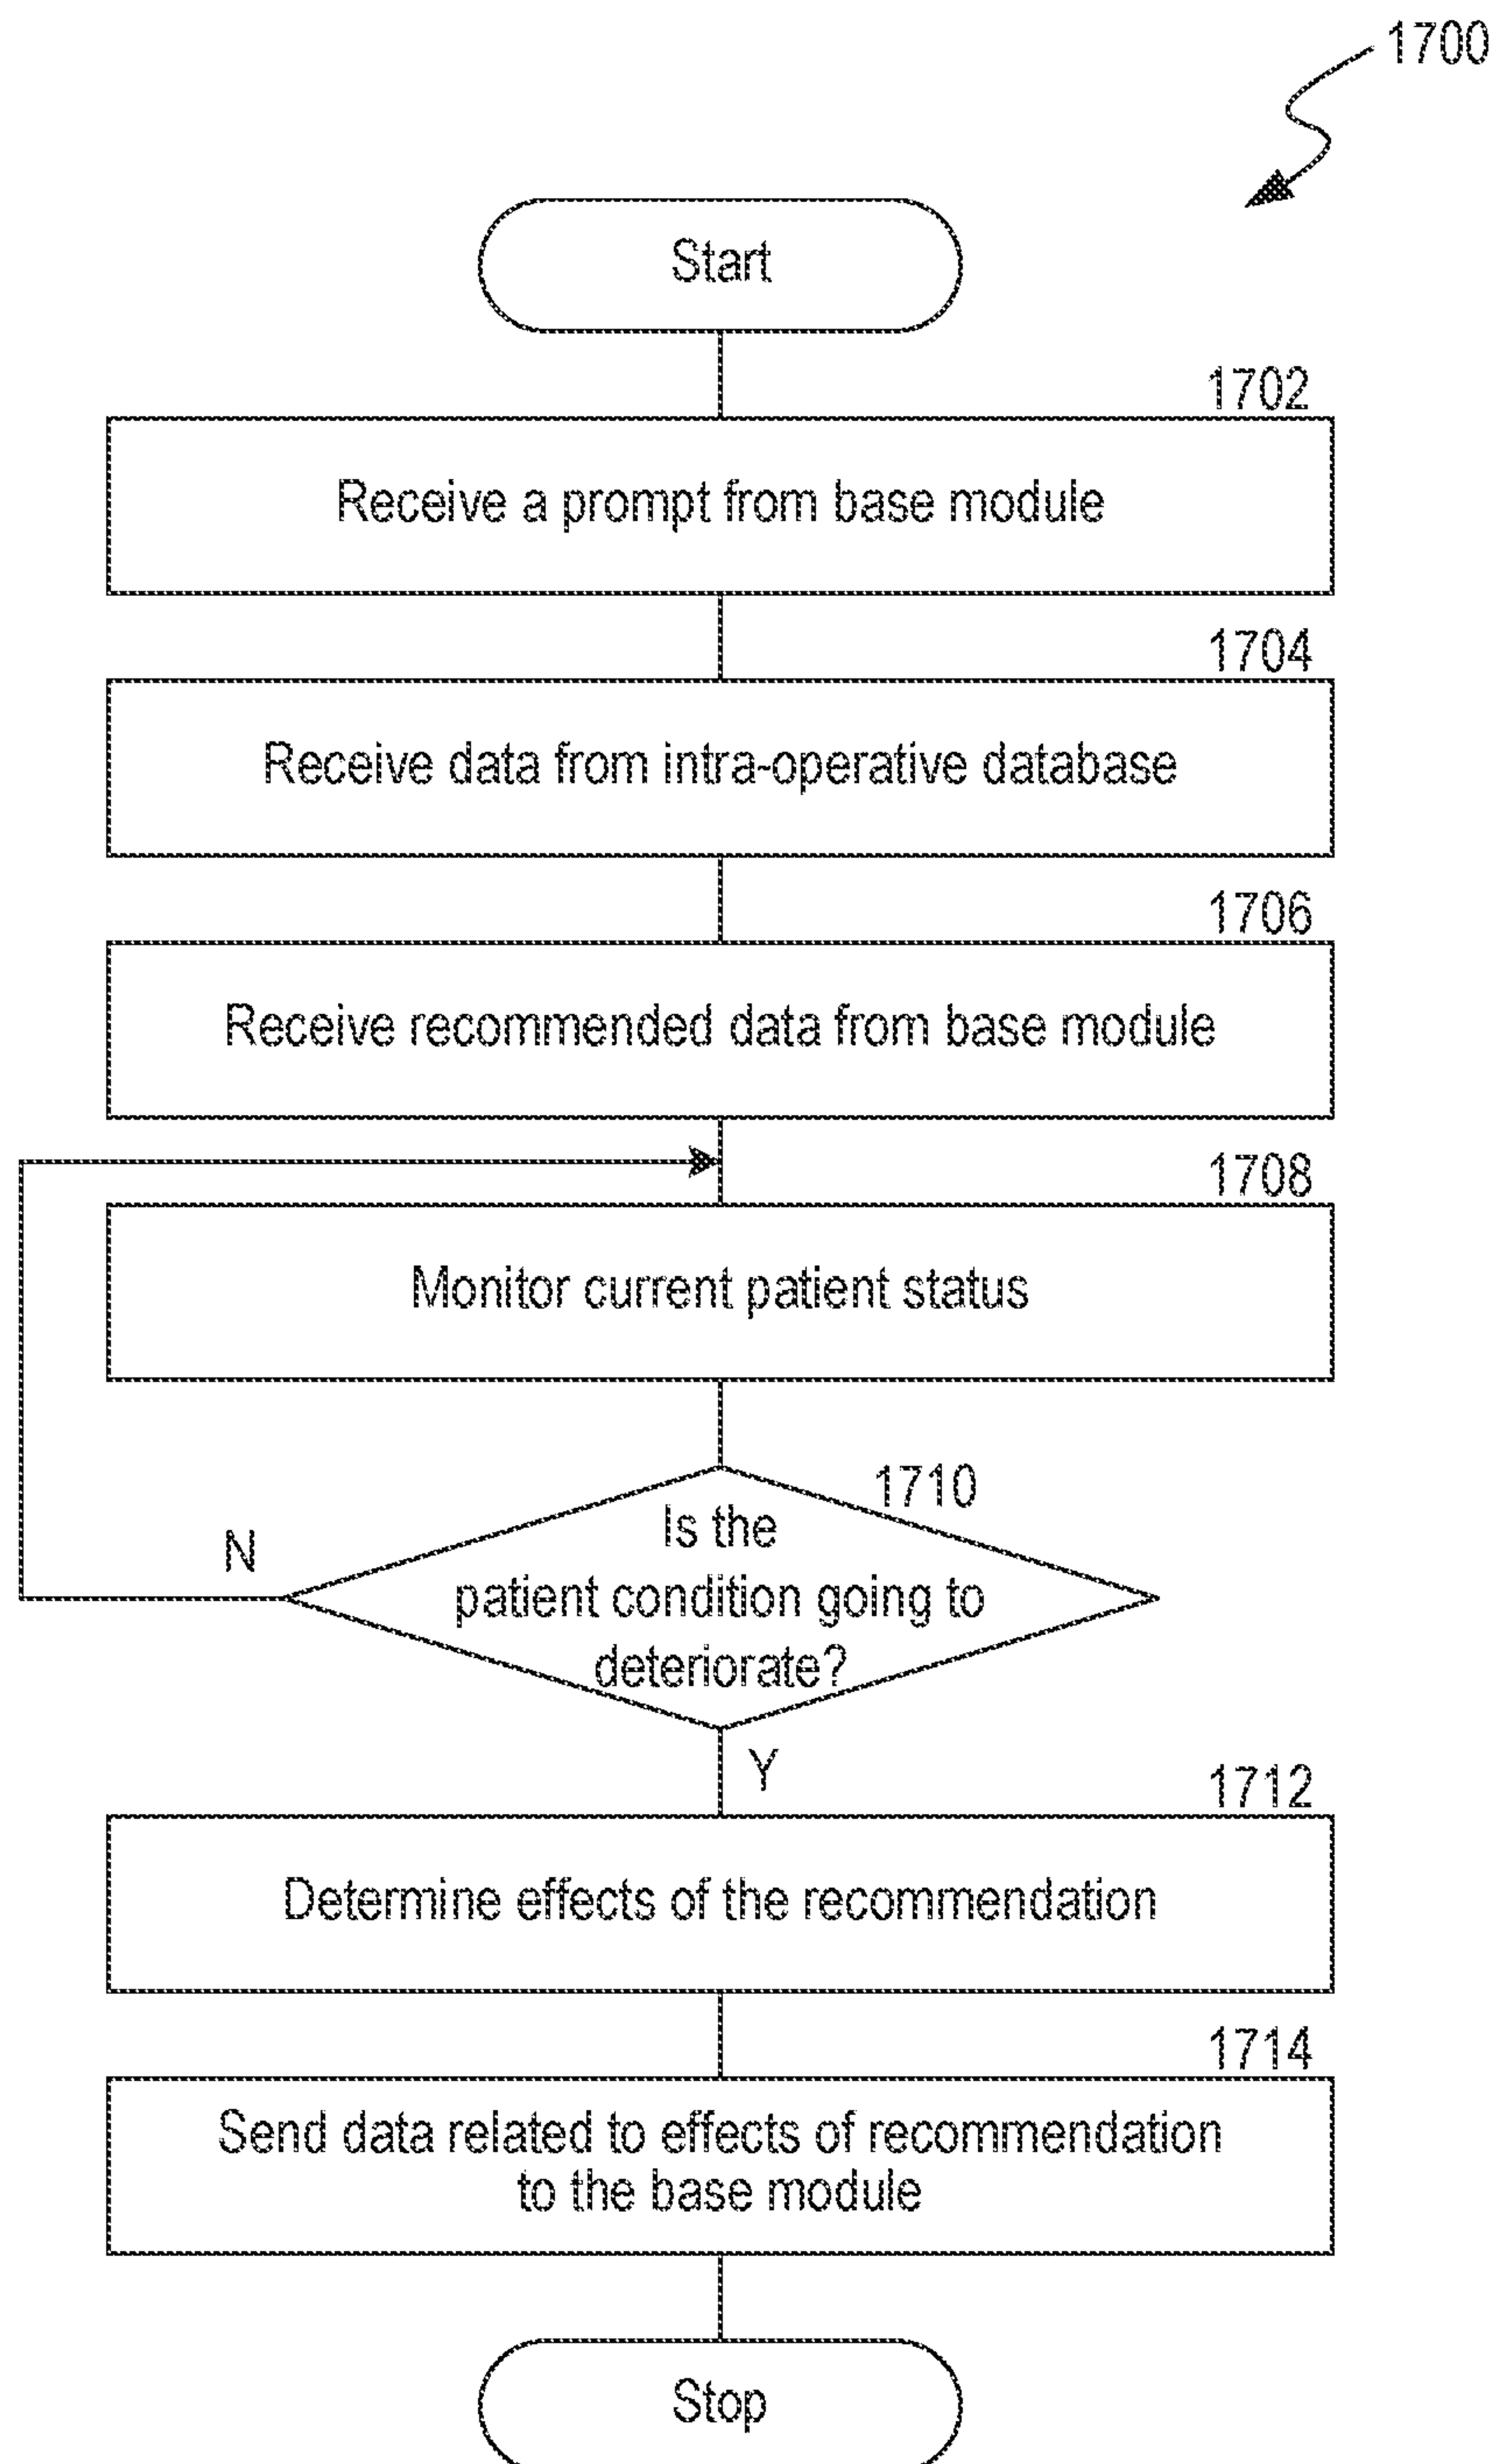 1700
Start
1702
Receive a prompt from base module
1704
Receive data from intra-operative database
1706
Receive recommended data from base module
1708
Monitor current patient status
1710
Is the
N
patient condition going to
deteriorate?
Y
1712
Determine effects of the recommendation
1714
Send data related to effects of recommendation
to the base module
Stop